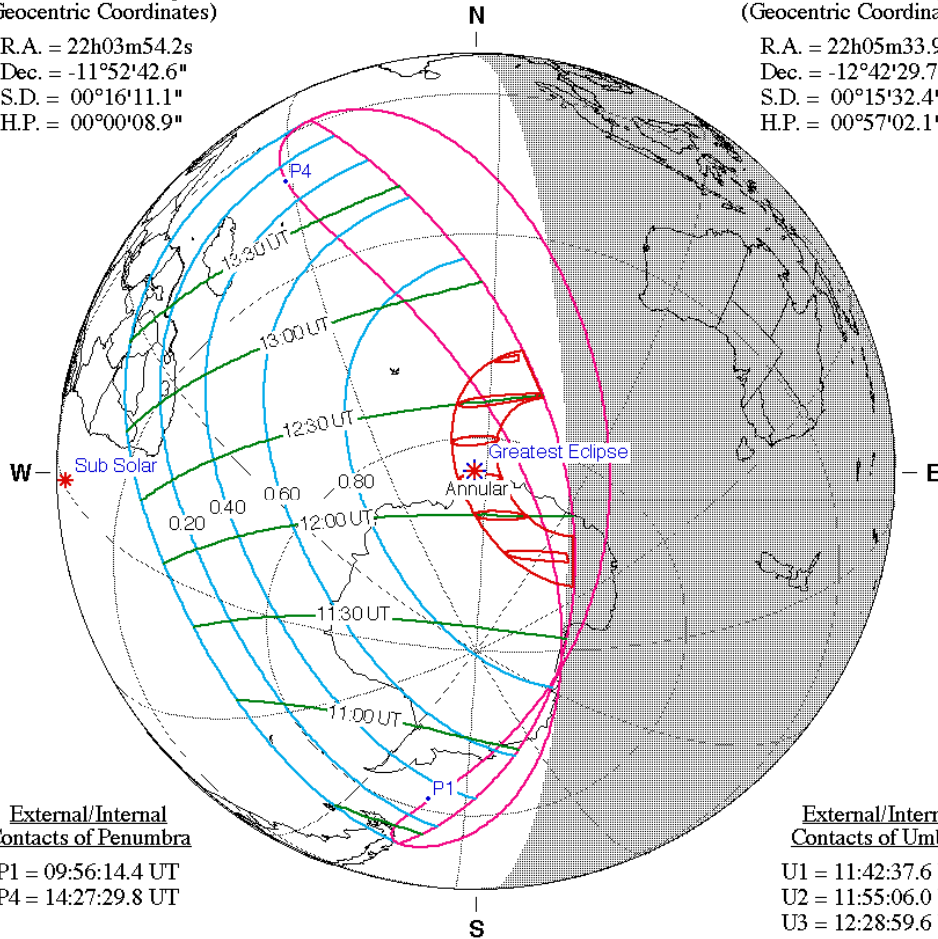 Geocentric Coordinates)
R.A. = 22h03m54.2s
Dec. = -11°52'42.6"
S.D. = 00°16'11.1"
H.P. = 00°00'08.9"
N
(Geocentric Coordina
R.A. = 22h05m33.9
Dec. = -12°42'29.7
S.D. = 00°15'32.4'
H.P. = 00°57'02.1'
P4
13:30 UT
13:00 UT
12:30 UT
Greatest Eclipse
W
Sub Solar
E
Annular
0.20
0.40
0.60
0.80
12:00 UT
11:30 UT
11:00 UT
P1
External/Internal
Contacts of Penumbra
P1 = 09:56:14.4 UT
P4 = 14:27:29.8 UT
S
External/Intern
Contacts of Umb
U1 = 11:42:37.6
U2 = 11:55:06.0
U3 = 12:28:59.6